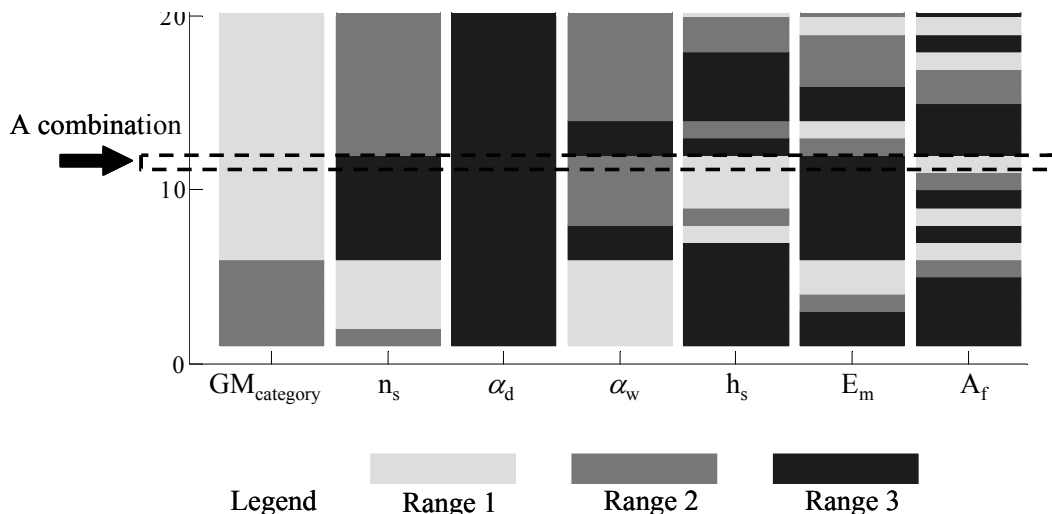 20
A combination
10
0
GMcategory ns αd αw hs Em Af
Legend Range 1 Range 2 Range 3